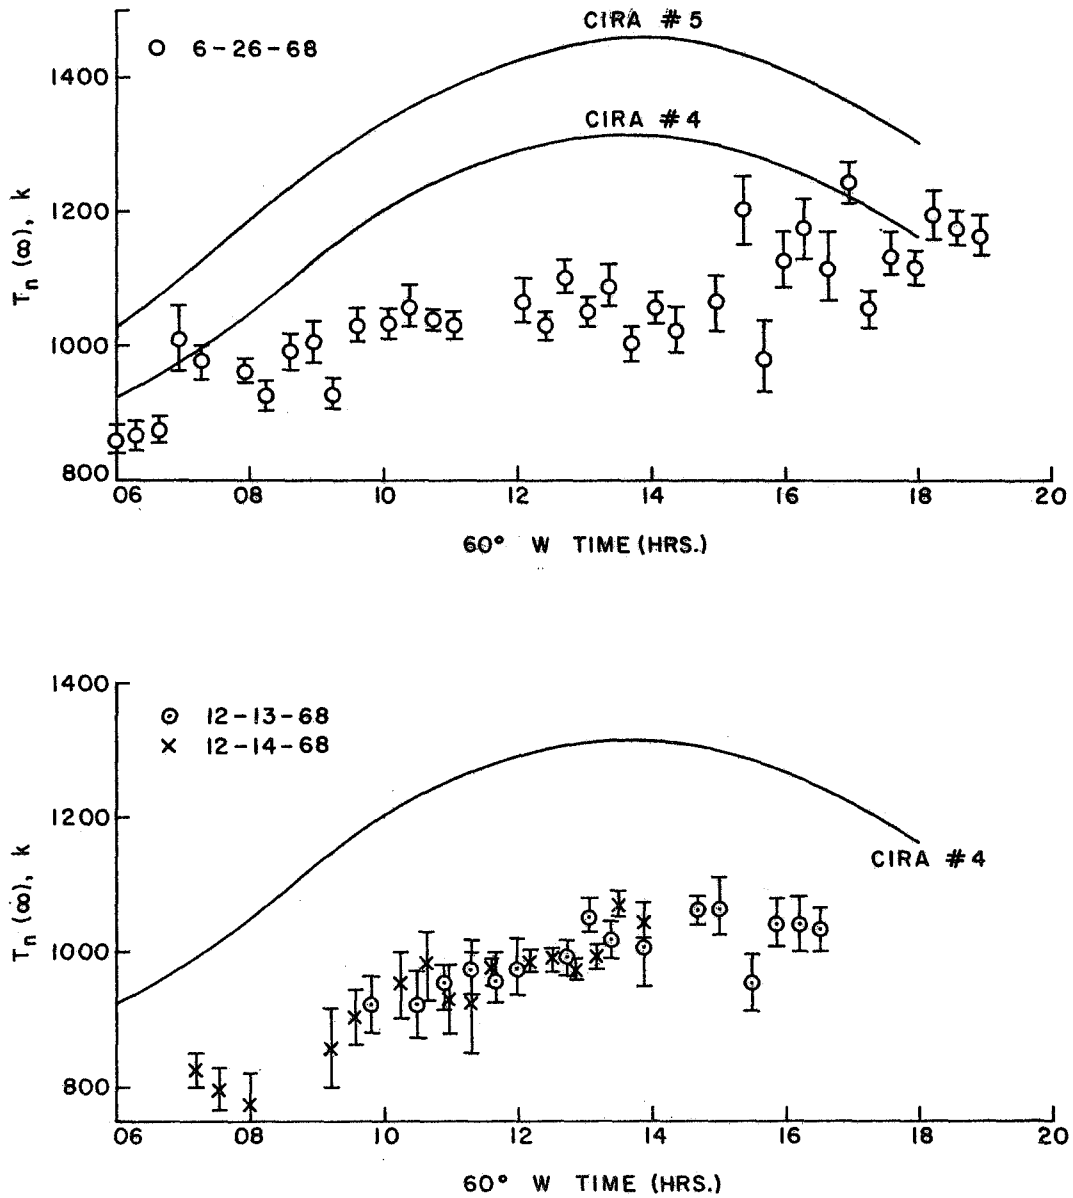 CIRA #5
6-26-68
1400
CIRA #4
1200
Tn (∞), k
1000
800
06 08 10 12 14 16 18 20
60° W TIME (HRS.)
1400
12-13-68
12-14-68
1200
CIRA #4
Tn (∞), k
1000
800
06 08 10 12 14 16 18 20
60° W TIME (HRS.)